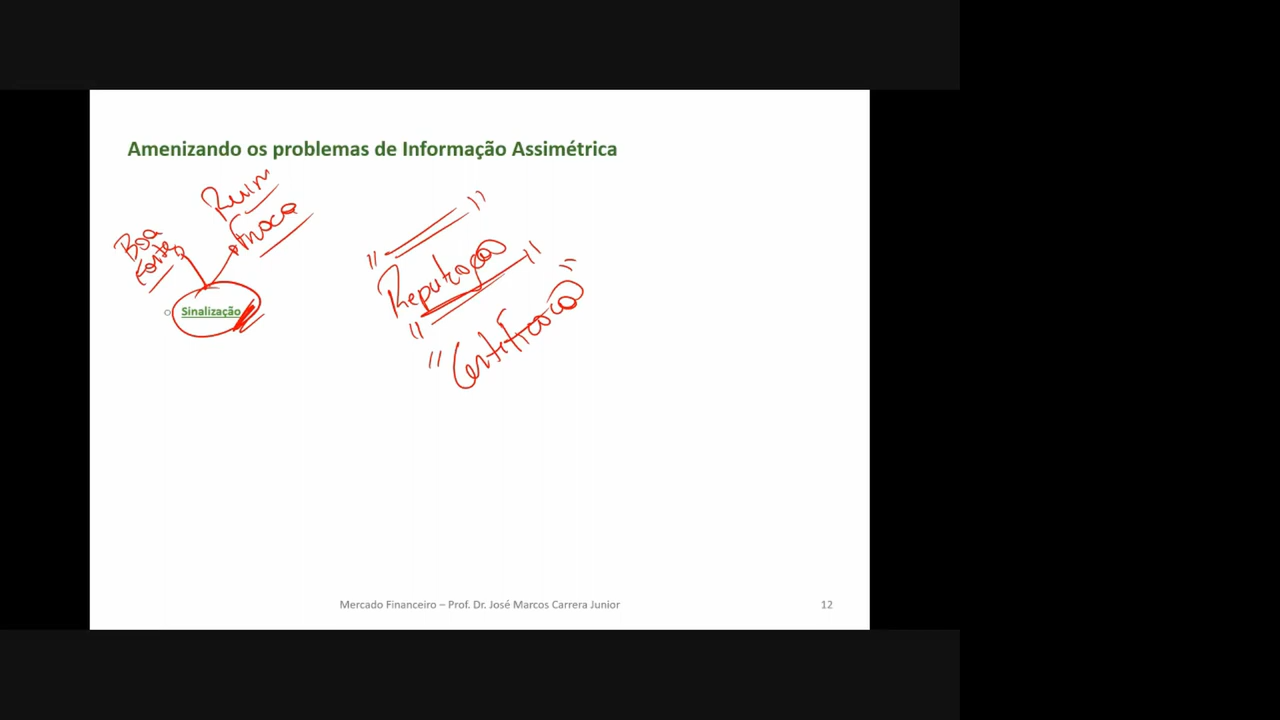 Amenizando os problemas de Informação Assimétrica
Ruim
Fraca
Boa
Forte
Sinalização
" "
Reputação
" "
" "
Mercado Financeiro – Prof. Dr. José Marcos Carrera Junior
12